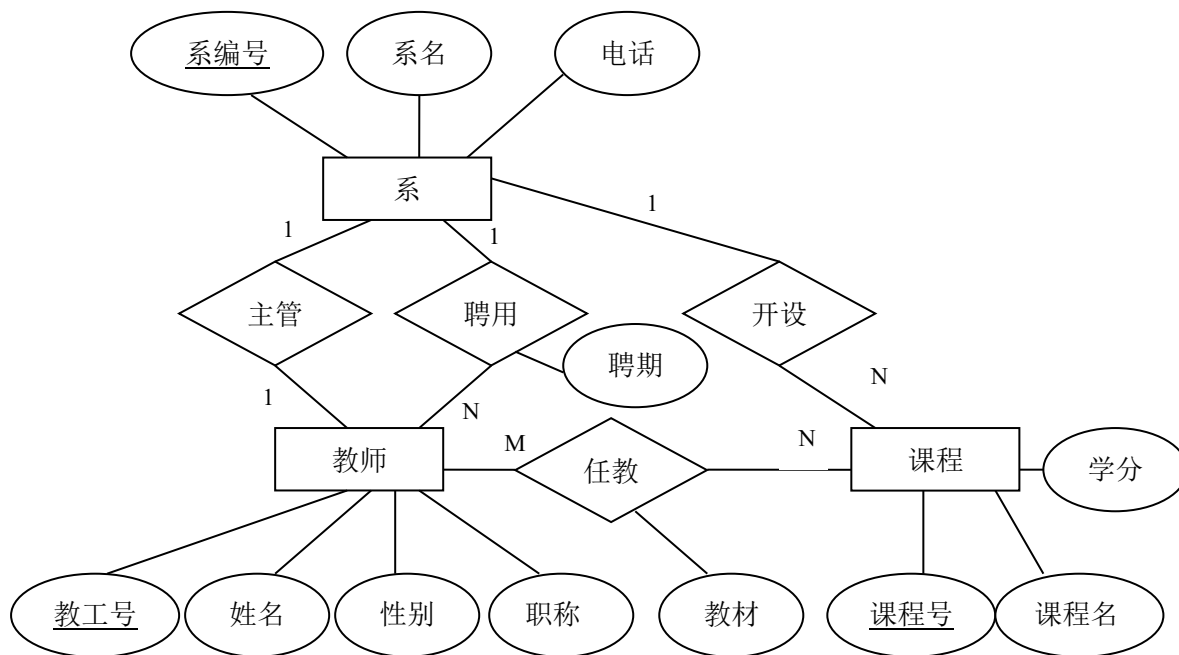 系编号 系名 电话
系
1 1 1
主管 聘用 开设
聘期
1 N N
教师 M 任教 N 课程 学分
教工号 姓名 性别 职称 教材 课程号 课程名